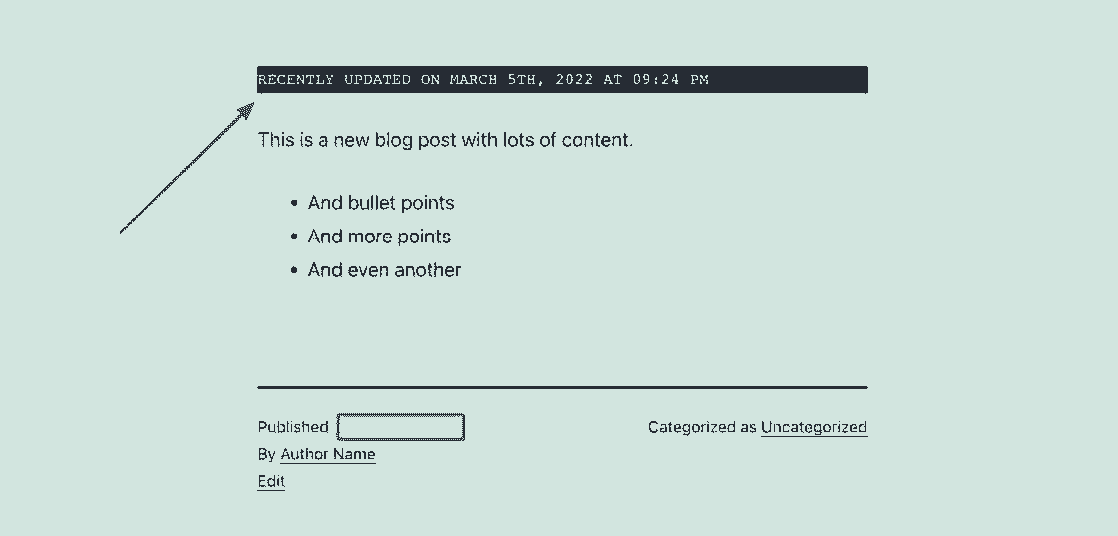 RECENTLY UPDATED ON MARCH 5TH, 2022 AT 09:24 PM
This is a new blog post with lots of content.
• And bullet points
• And more points
• And even another
Published
Categorized as Uncategorized
By Author Name
Edit